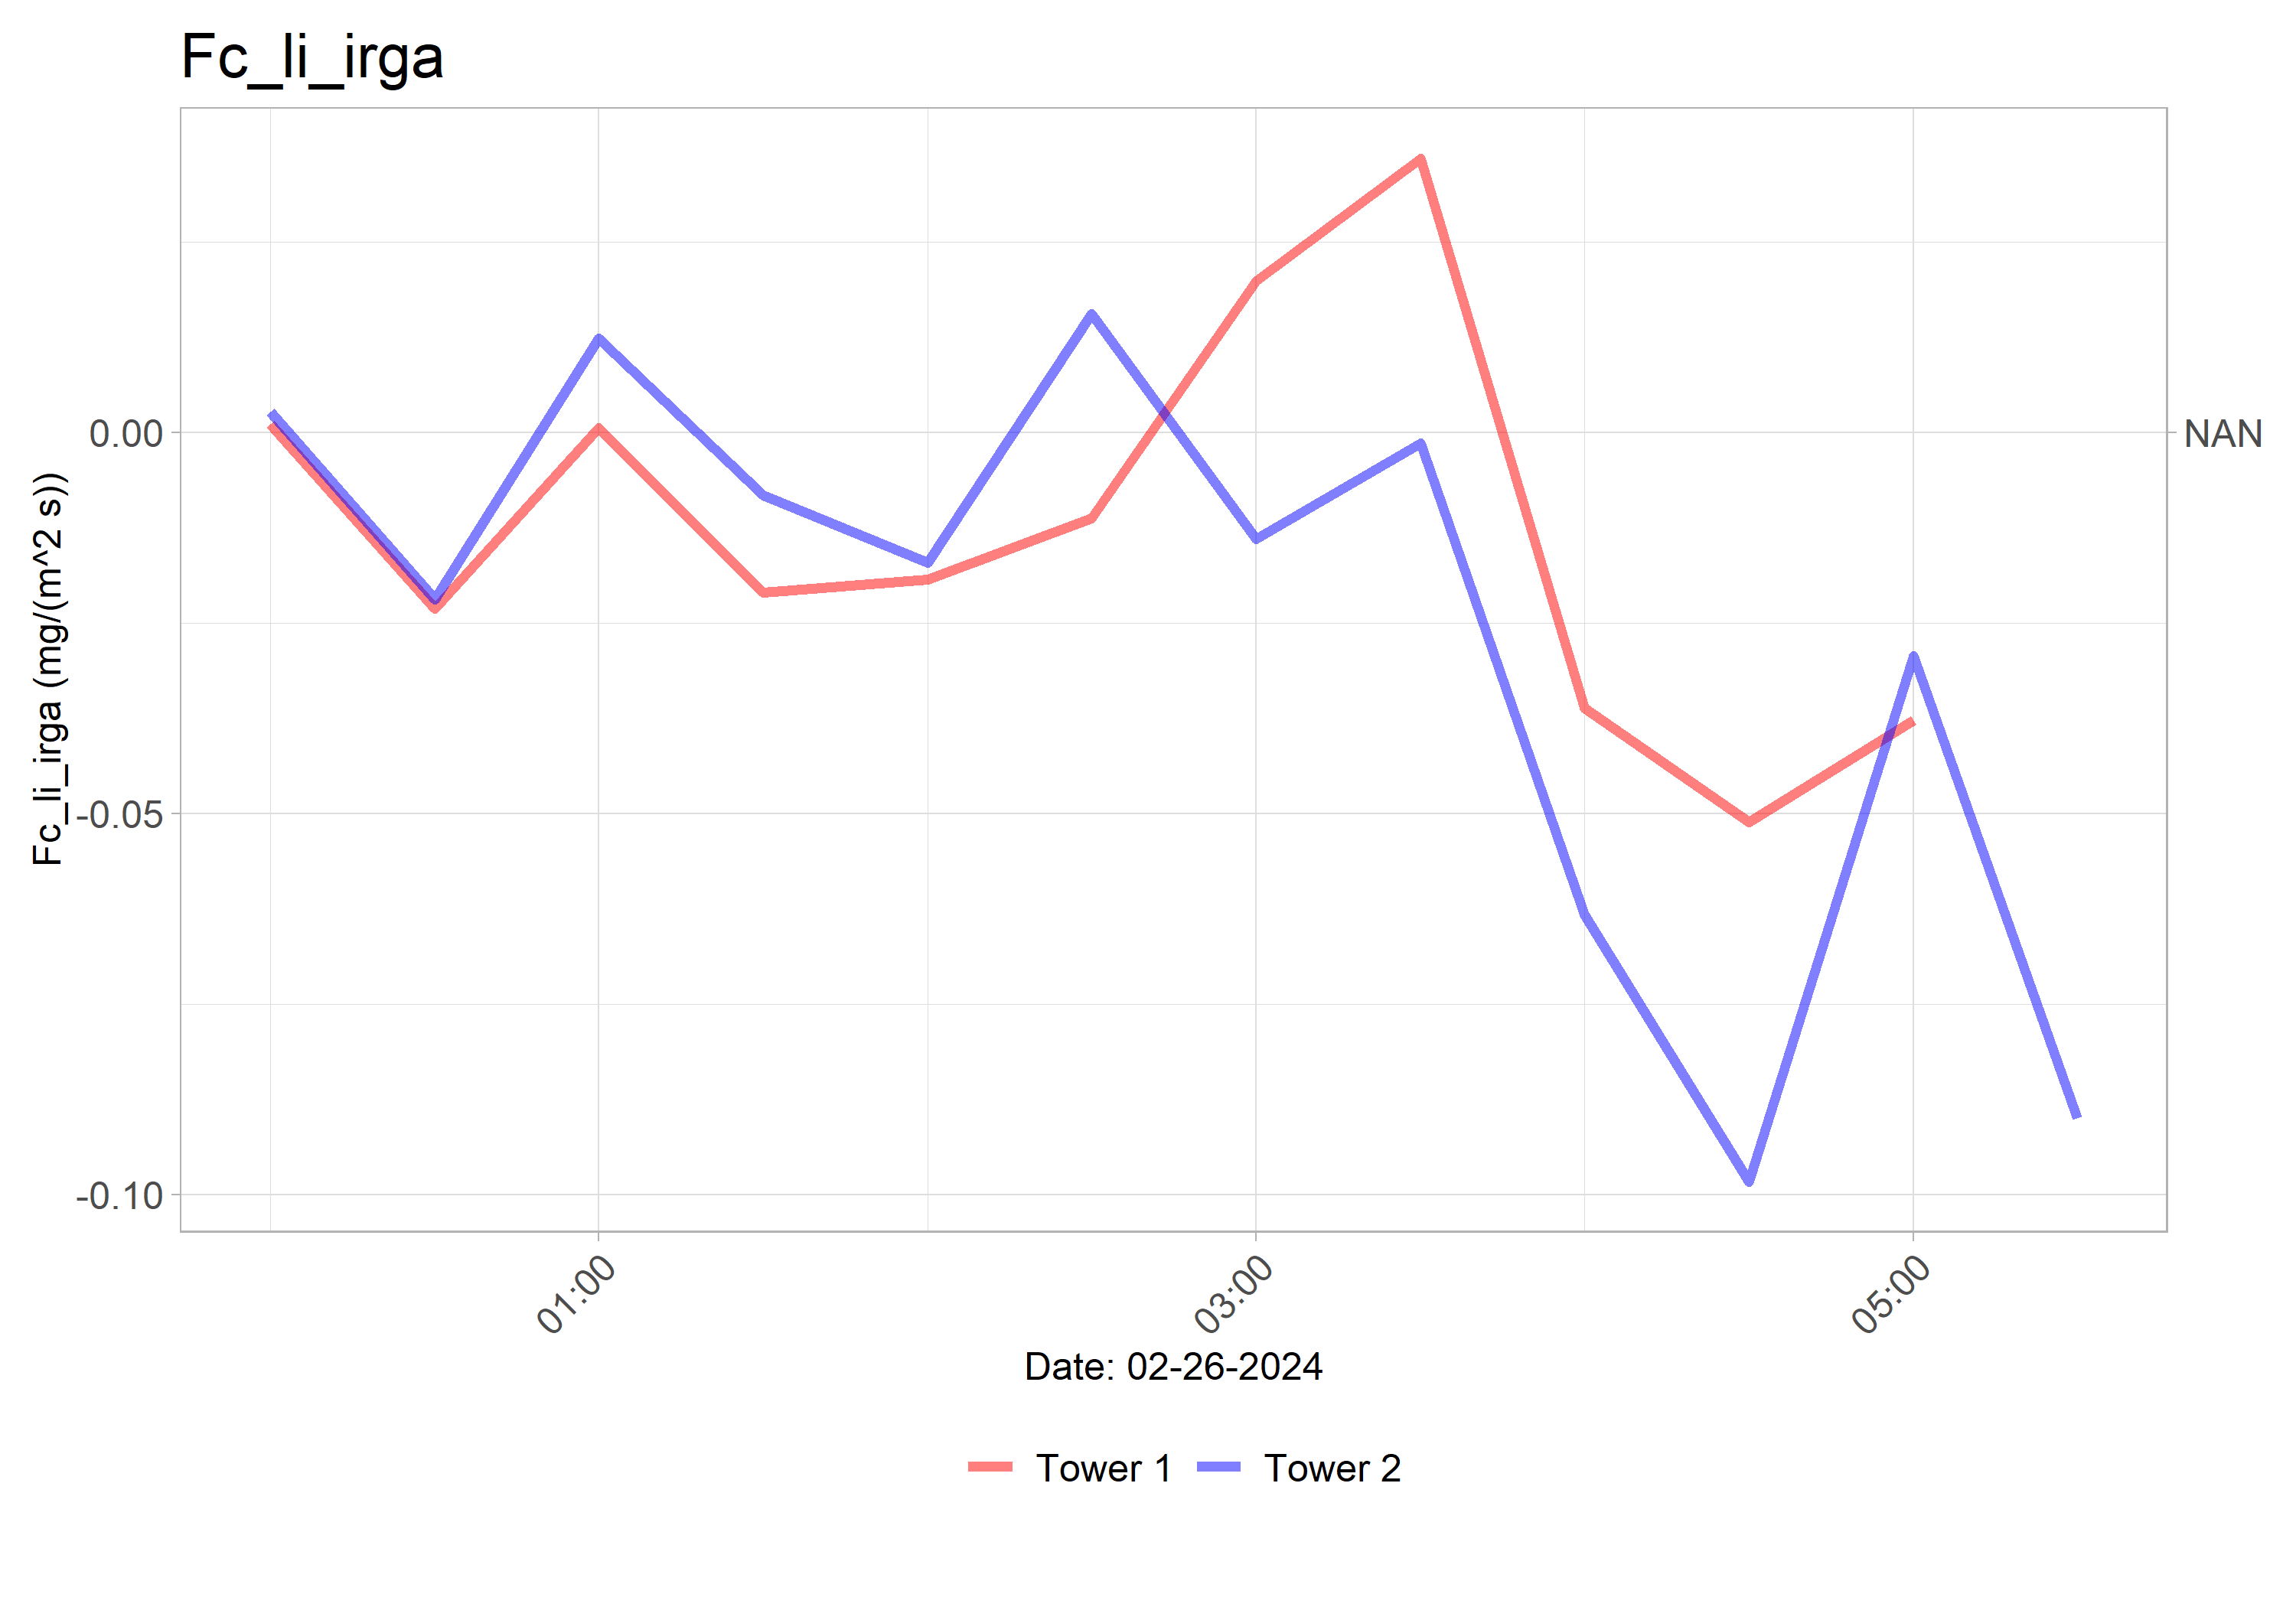 Fc_li_irga
Fc_li_irga (mg/(m^2 s))
0.00
-0.05
-0.10
NAN
01:00
03:00
05:00
Date: 02-26-2024
Tower 1
Tower 2